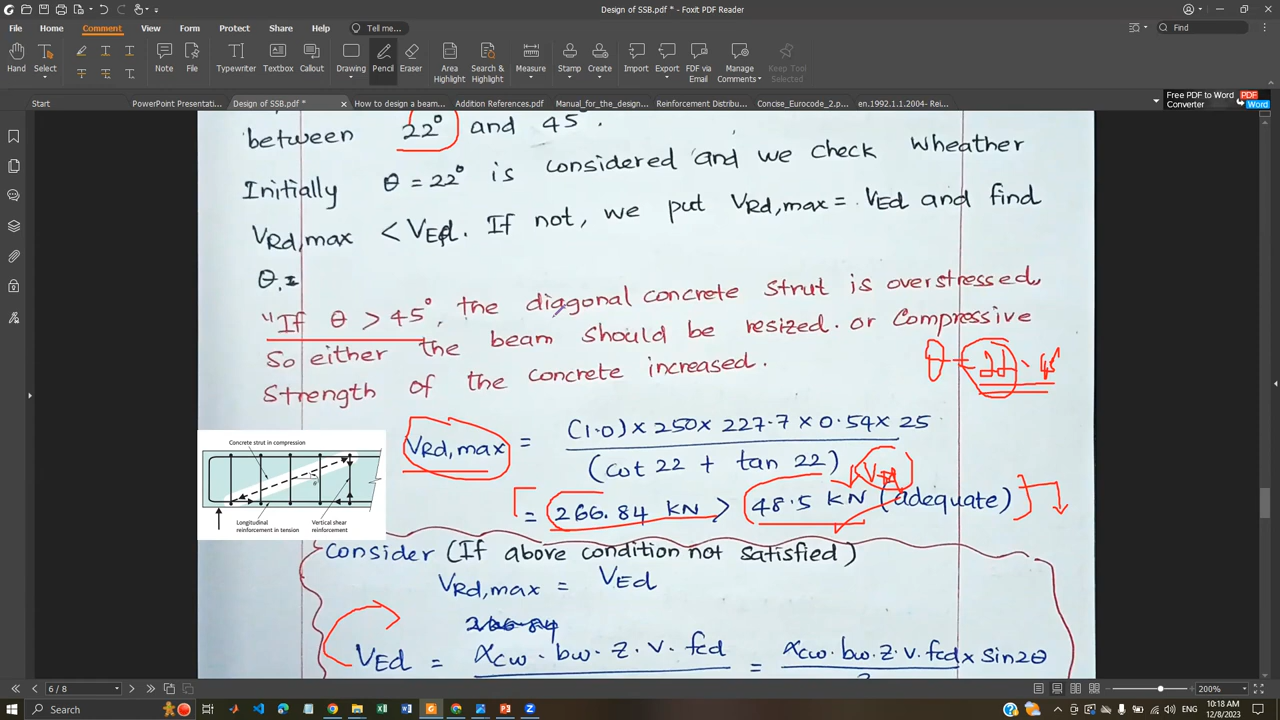 Design of SSB.pdf * - Foxit PDF Reader
File Home Comment View Form Protect Share Help Tell me...
Find
Hand Select Note File Typewriter Textbox Callout Drawing Pencil Eraser Area Highlight Search & Highlight Measure Stamp Create Import Export FDF via Email Manage Comments Keep Tool Selected
Start PowerPoint Presentati... Design of SSB.pdf * How to design a beam... Addition References.pdf Manual_for_the_design... Reinforcement Distribu... Concise_Eurocode_2.p... en.1992.1.1.2004- Rei...
Free PDF to Word Converter PDF Word
between 22° and 45°.
Initially θ = 22° is considered and we check wheather
VRd,max < VEd. If not, we put VRd,max = VEd and find
θ.
"If θ > 45°, the diagonal concrete strut is overstressed,
So either the beam should be resized. or Compressive
Strength of the concrete increased.
θ 22 45
VRd,max = (1.0) x 250 x 227.7 x 0.54 x 25
(cot 22 + tan 22)
VEd
= 266.84 kN > 48.5 kN (adequate)
Concrete strut in compression
θ
Longitudinal reinforcement in tension
Vertical shear reinforcement
Consider (If above condition not satisfied)
VRd,max = VEd
VEd = αcw . bw. z. v. fcd = αcw. bw. z. v. fcd x sin2θ
6 / 8
200%
Search
10:18 AM
12/8/2023